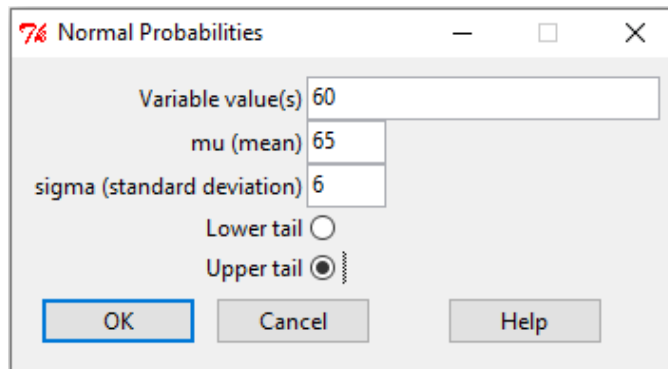 Normal Probabilities
Variable value(s) 60
mu (mean) 65
sigma (standard deviation) 6
Lower tail
Upper tail
OK Cancel Help